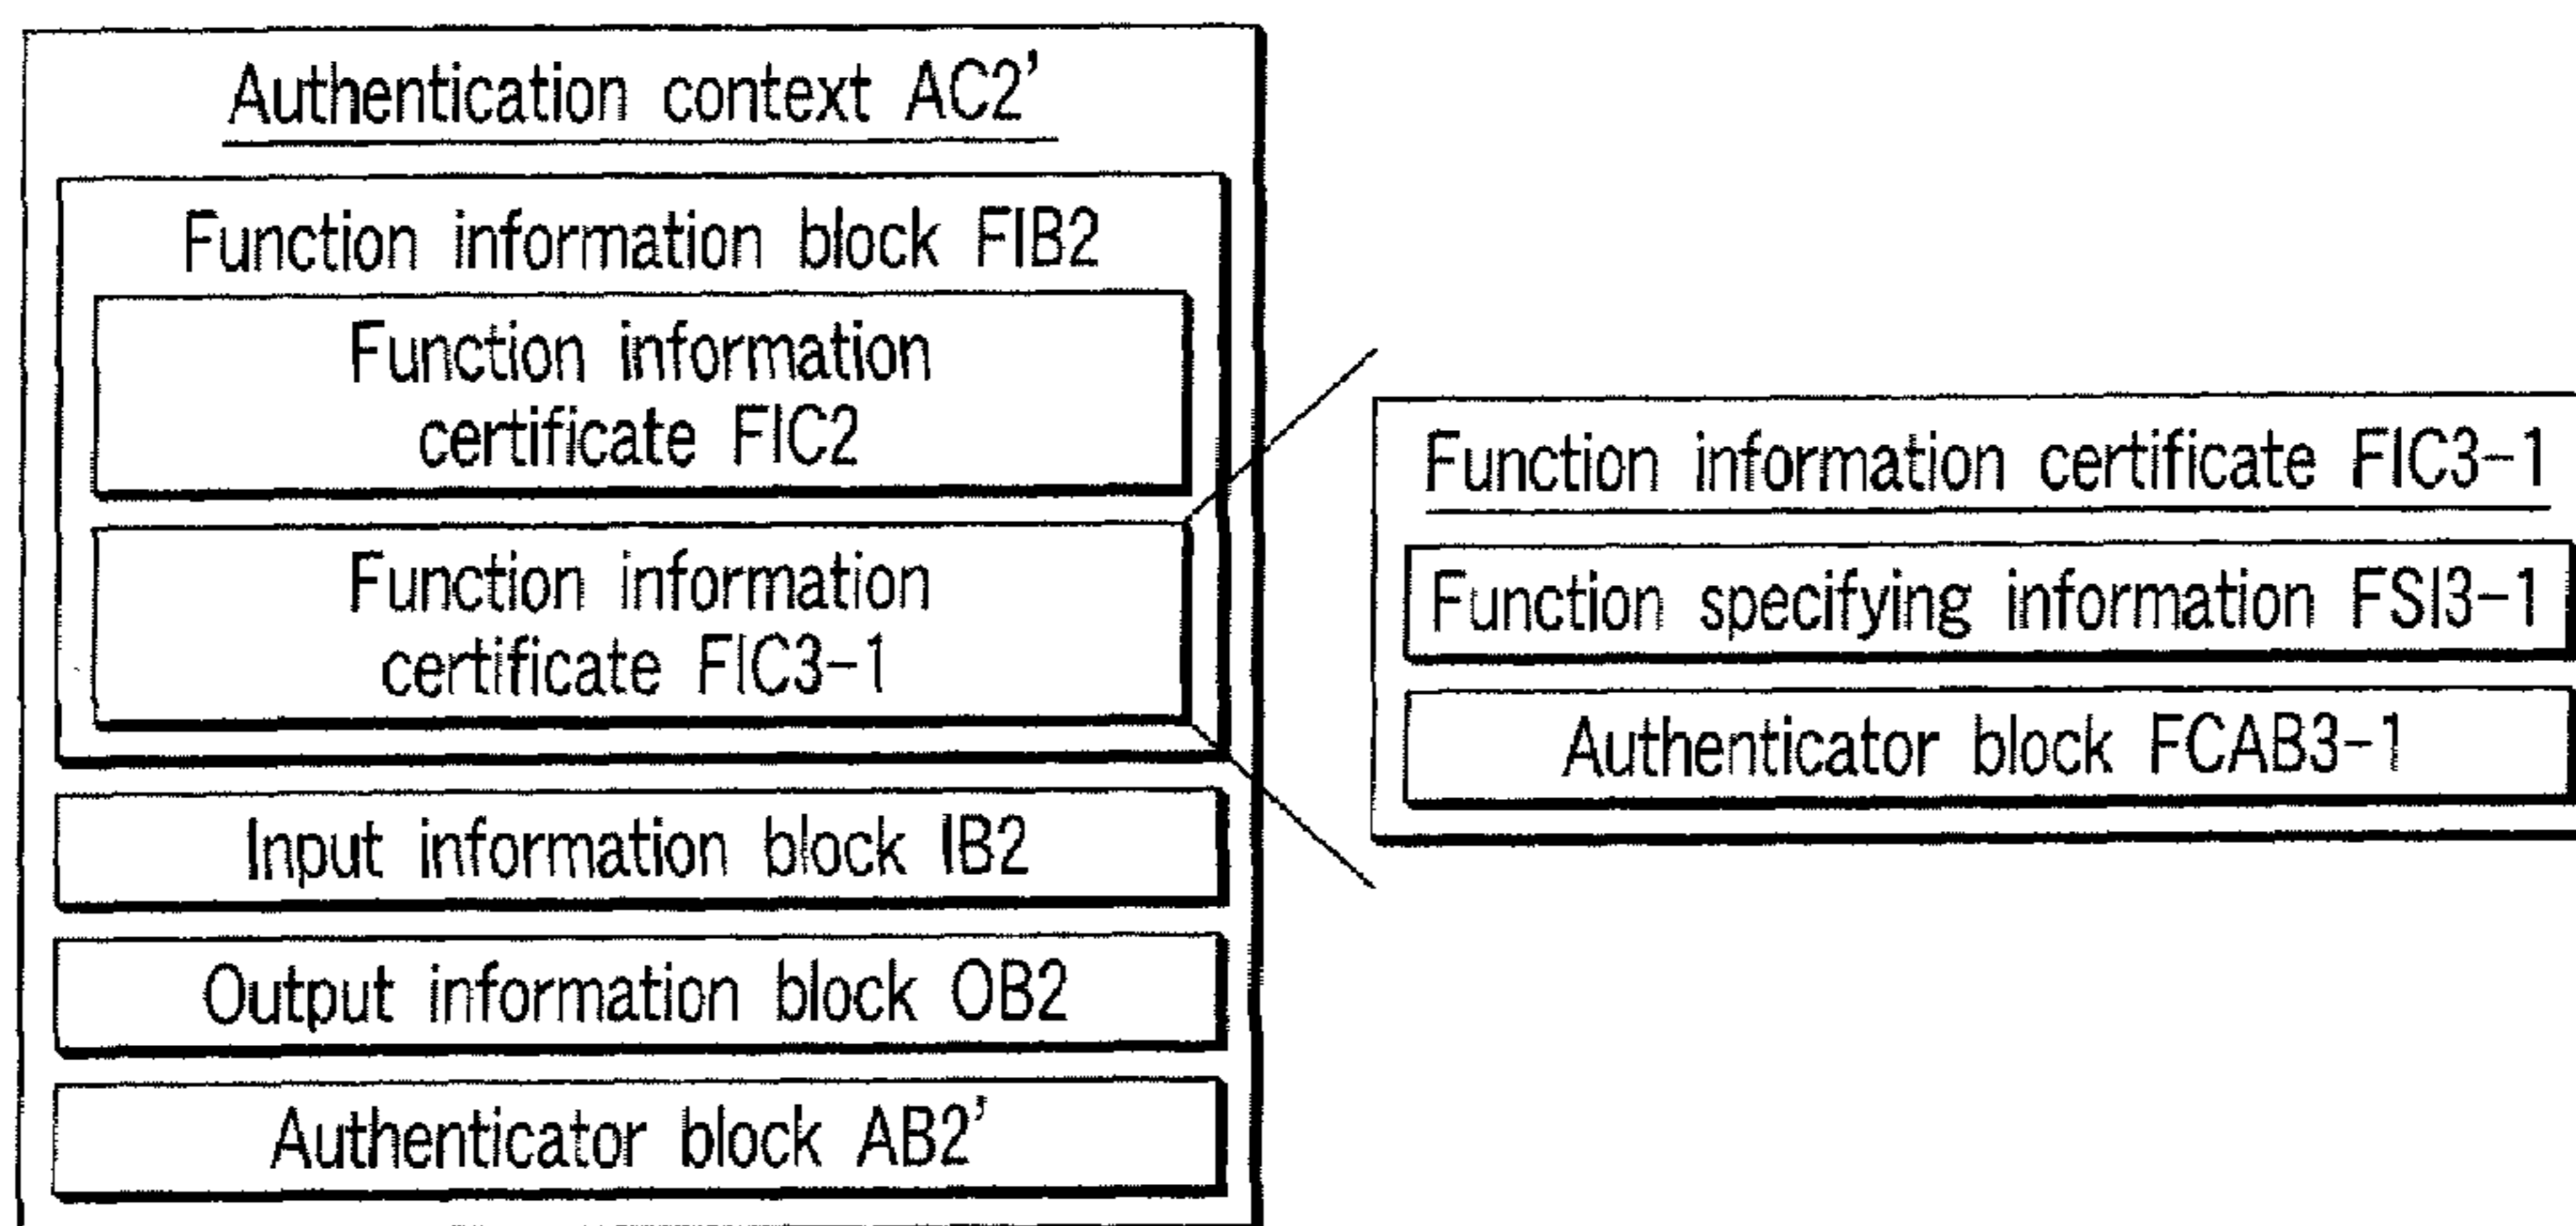 Authentication context AC2'
Function information block FIB2
Function information
certificate FIC2
Function information
certificate FIC3-1
Input information block IB2
Output information block OB2
Authenticator block AB2'
Function information certificate FIC3-1
Function specifying information FSI3-1
Authenticator block FCAB3-1